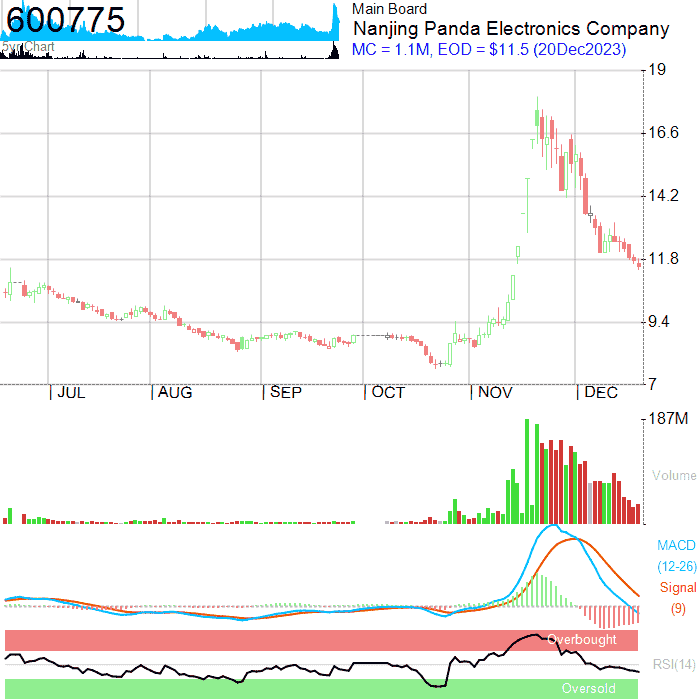 600775
5yr Chart
Main Board
Nanjing Panda Electronics Company
MC = 1.1M, EOD = $11.5 (20Dec2023)
19
16.6
14.2
11.8
9.4
7
JUL AUG SEP OCT NOV DEC
187M
Volume
MACD
(12-26)
Signal
(9)
Overbought
RSI(14)
Oversold